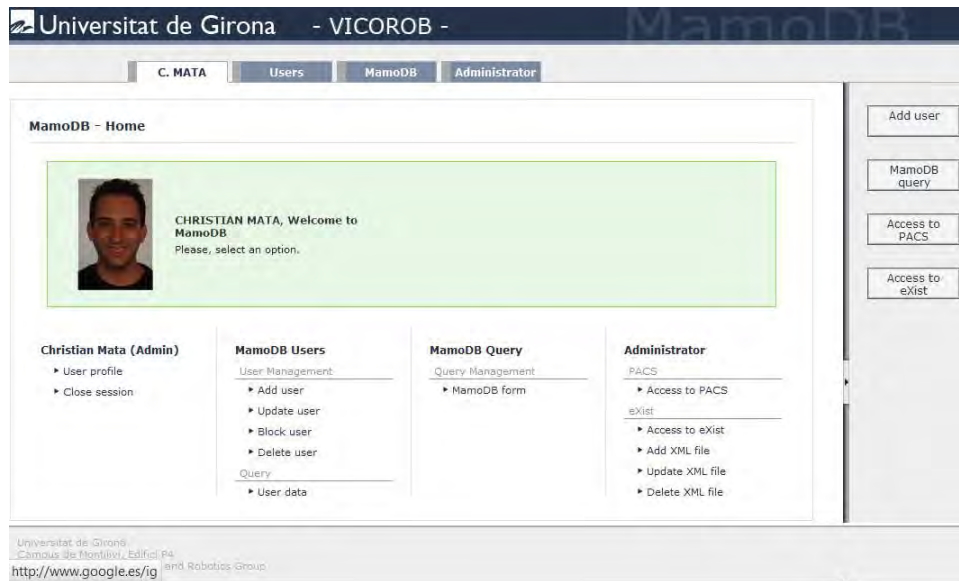 Universitat de Girona - VICOROB -
MamoDB
C. MATA
Users
MamoDB
Administrator
MamoDB - Home
CHRISTIAN MATA, Welcome to
MamoDB
Please, select an option.
Christian Mata (Admin)
User profile
Close session
MamoDB Users
User Management
Add user
Update user
Block user
Delete user
Query
User data
MamoDB Query
Query Management
MamoDB form
Administrator
PACS
Access to PACS
eXist
Access to eXist
Add XML file
Update XML file
Delete XML file
Add user
MamoDB
query
Access to
PACS
Access to
eXist
Universitat de Girona
Campus de Montilivi, Edifici P4
and Robotics Group
http://www.google.es/ig